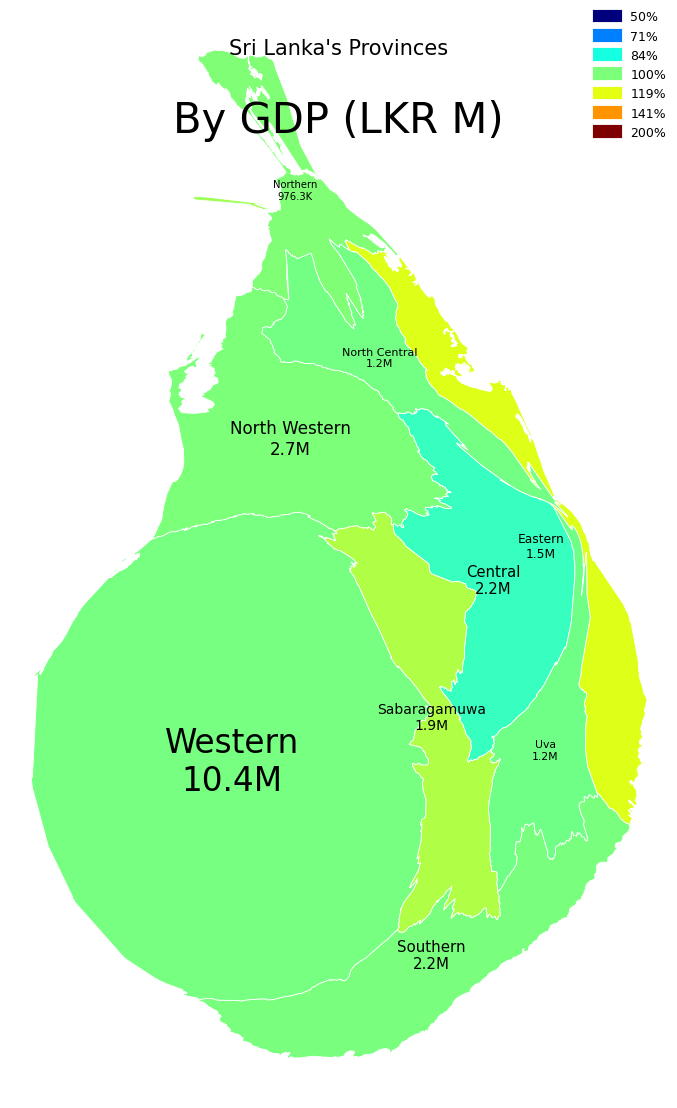 Sri Lanka's Provinces
By GDP (LKR M)
50%
71%
84%
100%
119%
141%
200%
Northern
976.3K
North Central
1.2M
North Western
2.7M
Eastern
1.5M
Central
2.2M
Sabaragamuwa
1.9M
Western
10.4M
Uva
1.2M
Southern
2.2M